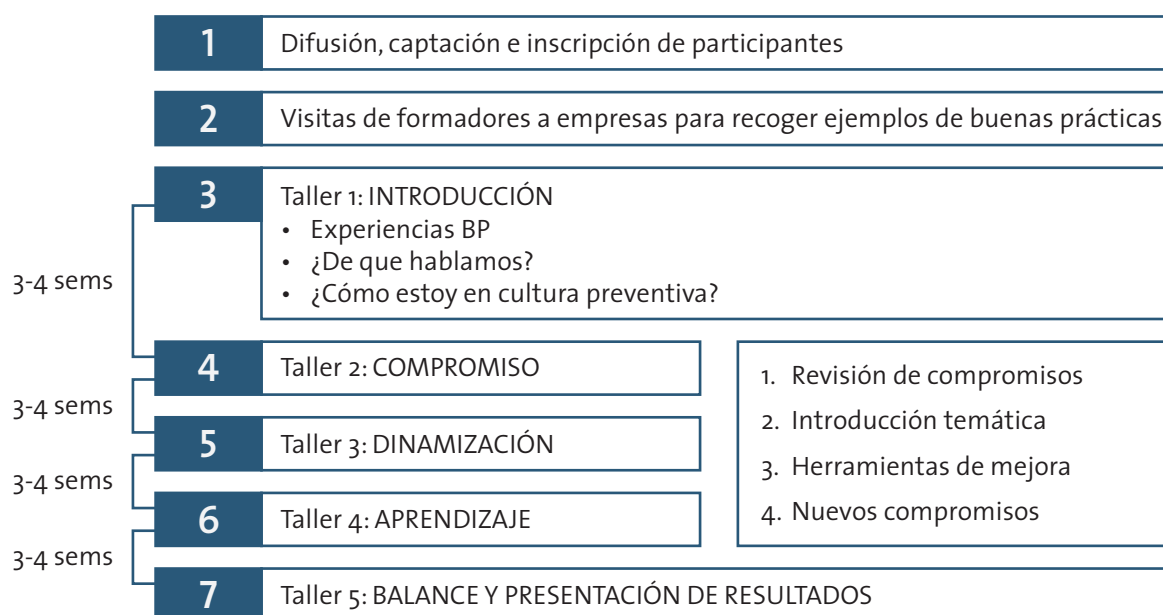 1 Difusión, captación e inscripción de participantes
2 Visitas de formadores a empresas para recoger ejemplos de buenas prácticas
3 Taller 1: INTRODUCCIÓN
• Experiencias BP
• ¿De que hablamos?
• ¿Cómo estoy en cultura preventiva?
3-4 sems
4 Taller 2: COMPROMISO
3-4 sems
5 Taller 3: DINAMIZACIÓN
3-4 sems
6 Taller 4: APRENDIZAJE
3-4 sems
7 Taller 5: BALANCE Y PRESENTACIÓN DE RESULTADOS
1. Revisión de compromisos
2. Introducción temática
3. Herramientas de mejora
4. Nuevos compromisos